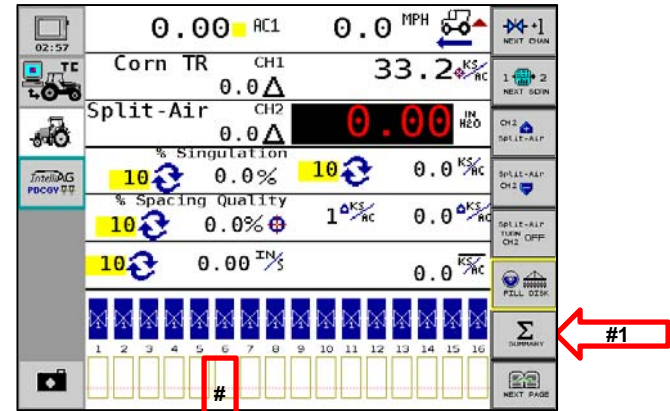 02:57
0.00 AC1 0.0 MPH
NEXT CHAN
TC
1.0
Corn TR CH1 33.2 KS/AC
0.0 Δ
1 2
NEXT SCRN
Split-Air CH2 0.00 IN H2O
0.0 Δ
CH2
Split-Air
% Singulation
10 0.0% 10 0.0 KS/AC
Split-Air
CH2
IntelliAG
PDCGV
% Spacing Quality
10 0.0% 1 ΔKS/AC 0.0 ΔKS/AC
Split-Air
TURN OFF
CH2
10 0.00 IN/S 0.0 KS/AC
FILL DISK
Σ
SUMMARY
#1
1 2 3 4 5 6 7 8 9 10 11 12 13 14 15 16
#
NEXT PAGE